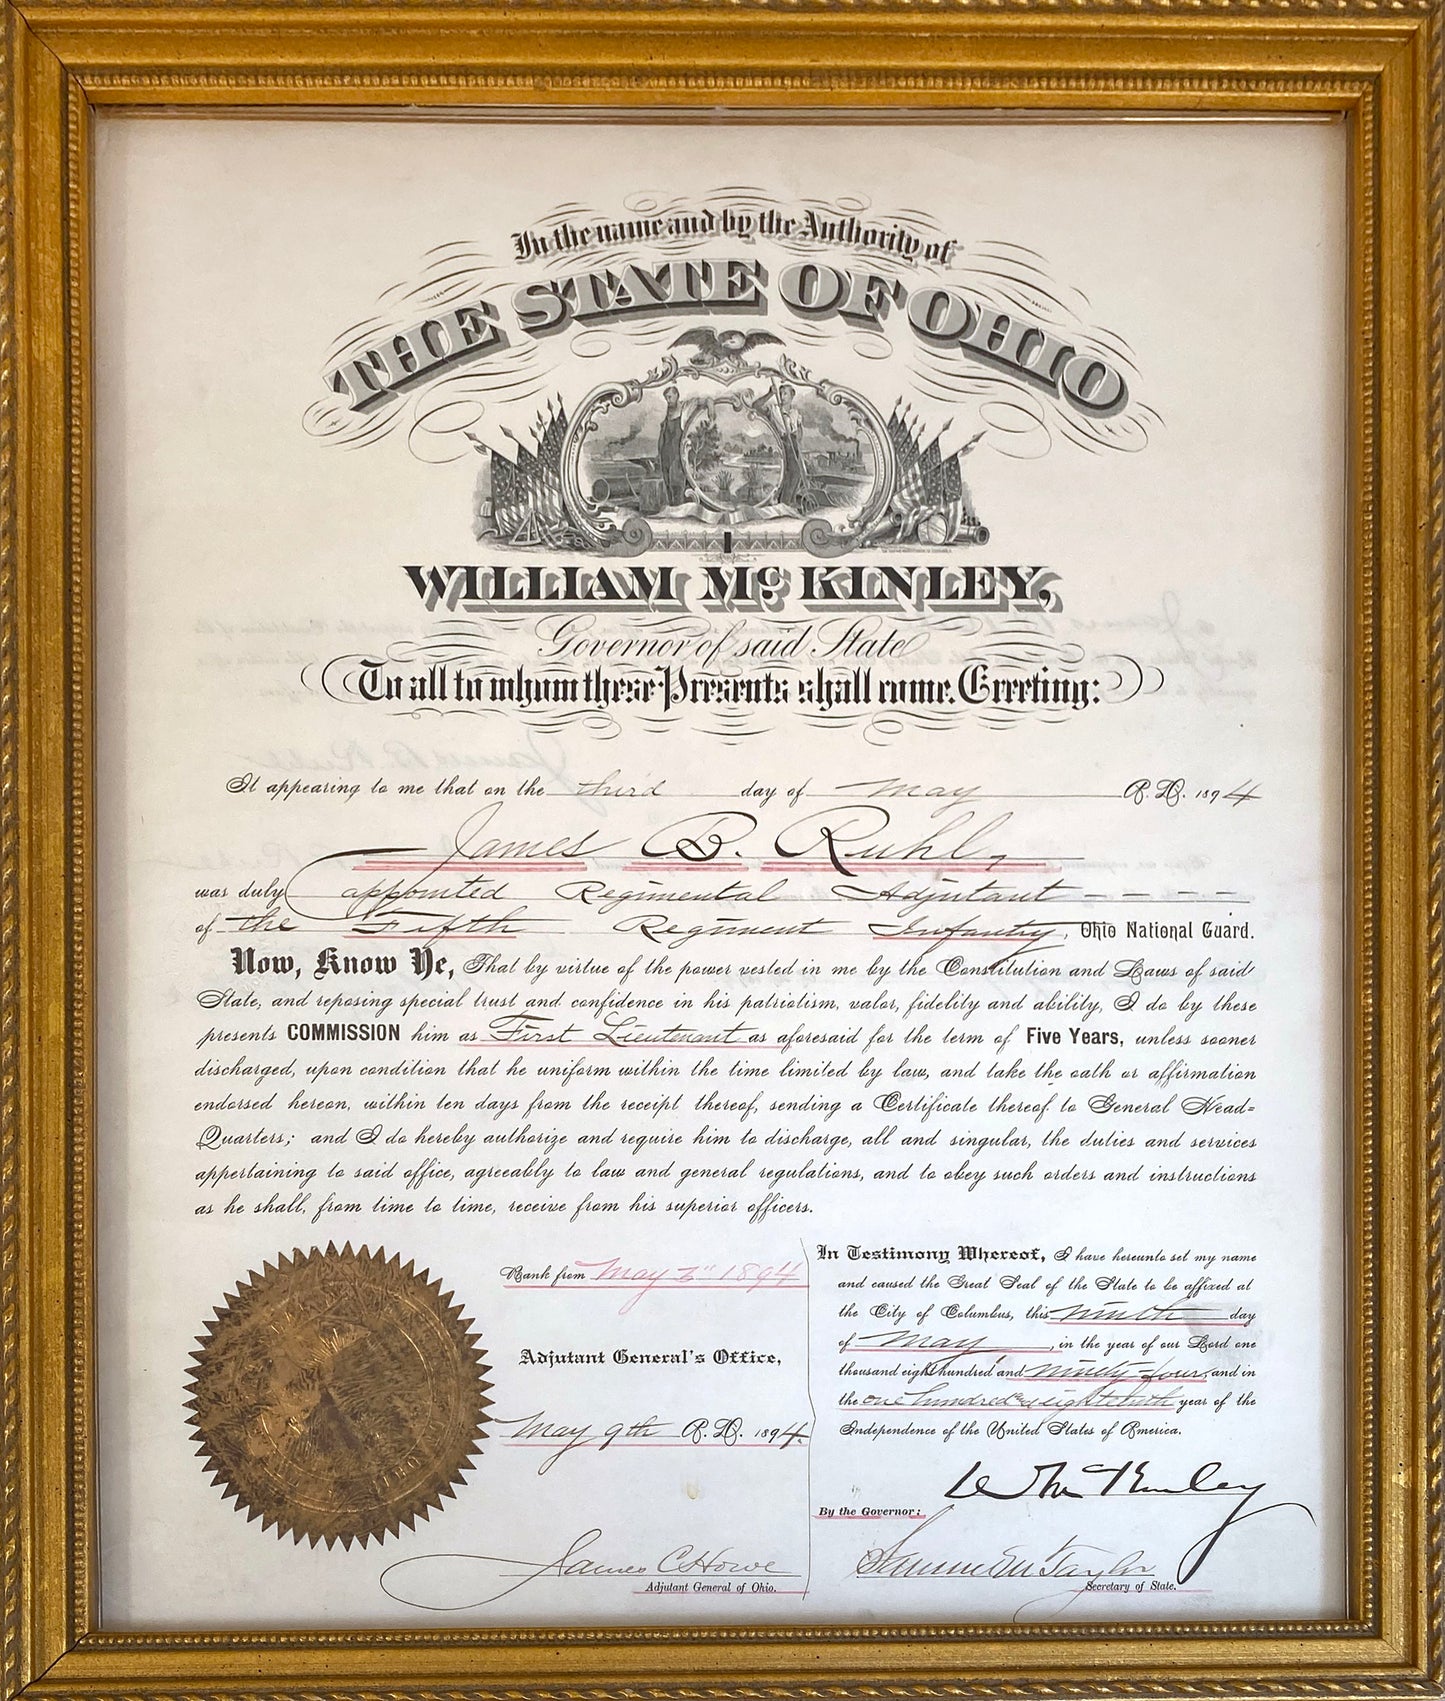 In the name and by the Authority of
THE STATE OF OHIO
WILLIAM McKINLEY,
Governor of said State
To all to whom these Presents shall come, Greeting:
It appearing to me that on the third day of May A.D. 1894
James B. Ruhl,
was duly appointed Regimental Adjutant
of the Fifth Regiment Infantry, Ohio National Guard.
Now, Know Ye, That by virtue of the power vested in me by the Constitution and Laws of said
State, and reposing special trust and confidence in his patriotism, valor, fidelity and ability, I do by these
presents COMMISSION him as First Lieutenant as aforesaid for the term of Five Years, unless sooner
discharged, upon condition that he uniform within the time limited by law, and take the oath or affirmation
endorsed hereon, within ten days from the receipt thereof, sending a Certificate thereof to General Head-
Quarters; and I do hereby authorize and require him to discharge, all and singular, the duties and services
appertaining to said office, agreeably to law and general regulations, and to obey such orders and instructions
as he shall, from time to time, receive from his superior officers.
Rank from May 3" 1894
Adjutant General's Office,
May 9th A.D. 1894.
James C Howe
Adjutant General of Ohio.
In Testimony Whereof, I have hereunto set my name
and caused the Great Seal of the State to be affixed at
the City of Columbus, this ninth day
of May, in the year of our Lord one
thousand eight hundred and ninety-four, and in
the one hundred & eighteenth year of the
Independence of the United States of America.
Wm McKinley
By the Governor:
Samuel M Taylor
Secretary of State.
OHIO